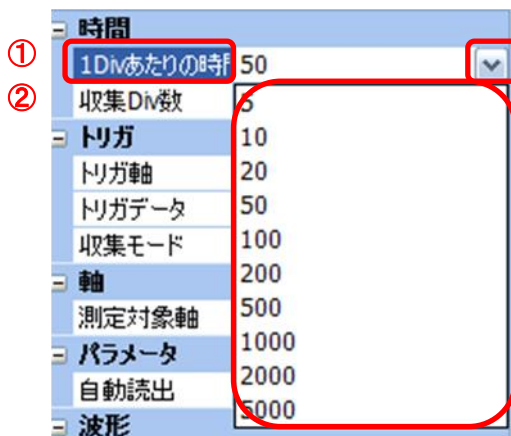 時間
① 1Divあたりの時 50
② 収集Div数 5
トリガ 10
トリガ軸 20
トリガデータ 50
収集モード 100
軸 200
測定対象軸 500
パラメータ 1000
自動読出 2000
波形 5000